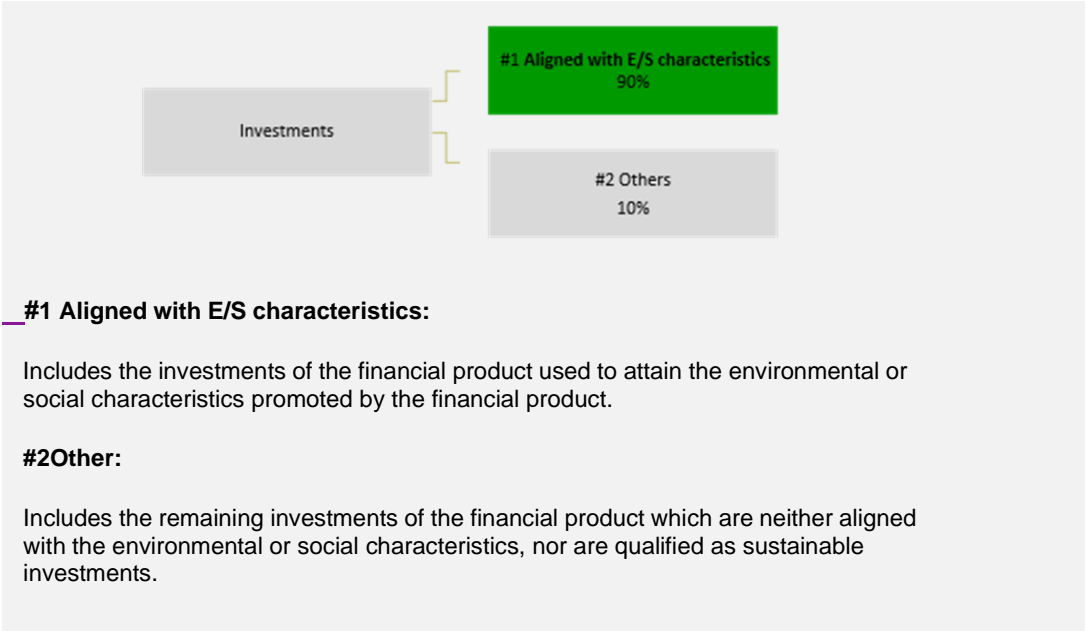 #1 Aligned with E/S characteristics
90%
Investments
#2 Others
10%
#1 Aligned with E/S characteristics:
Includes the investments of the financial product used to attain the environmental or
social characteristics promoted by the financial product.
#2Other:
Includes the remaining investments of the financial product which are neither aligned
with the environmental or social characteristics, nor are qualified as sustainable
investments.